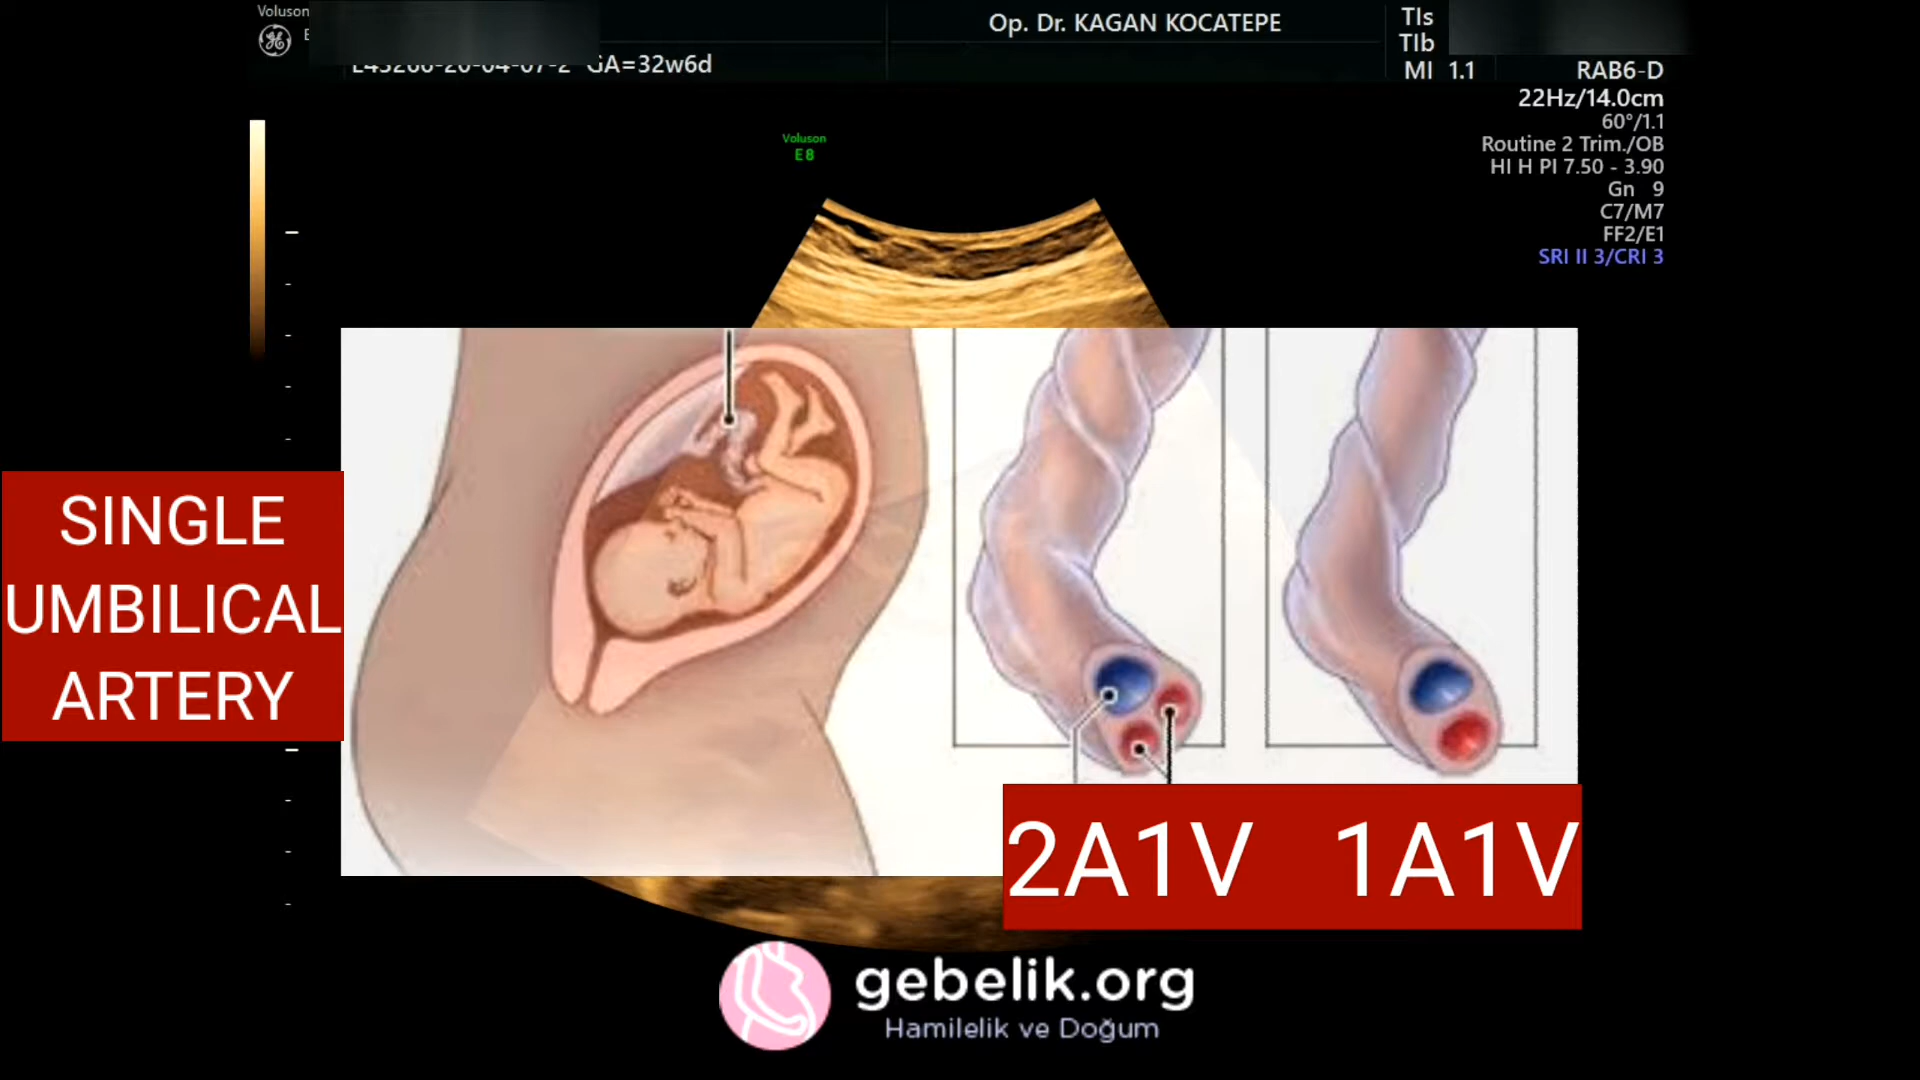 Voluson
Op. Dr. KAGAN KOCATEPE
TIs
TIb
GA=32w6d
MI 1.1
RAB6-D
22Hz/14.0cm
60°/1.1
Routine 2 Trim./OB
HI H PI 7.50 - 3.90
Gn 9
C7/M7
FF2/E1
SRI II 3/CRI 3
Voluson
E8
SINGLE
UMBILICAL
ARTERY
2A1V 1A1V
gebelik.org
Hamilelik ve Doğum